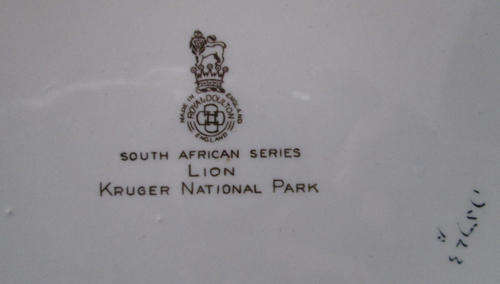 MADE IN ENGLAND
ROYAL DOULTON
ENGLAND
SOUTH AFRICAN SERIES
LION
KRUGER NATIONAL PARK